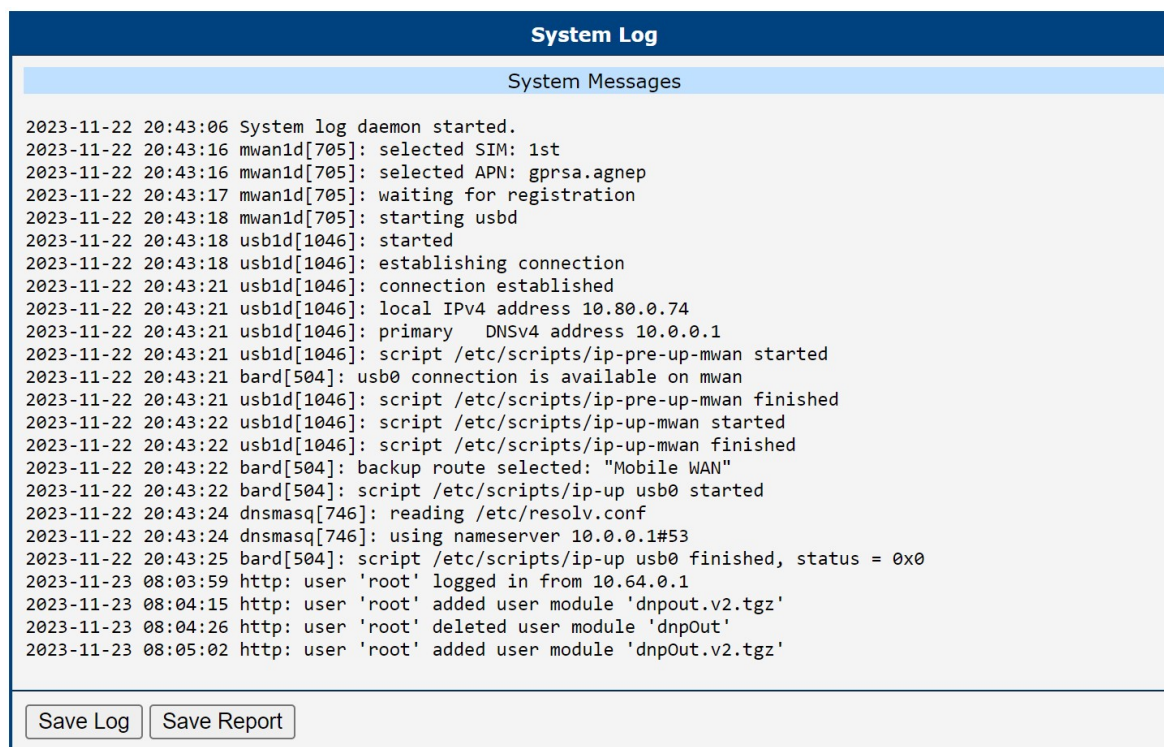 System Log
System Messages
2023-11-22 20:43:06 System log daemon started.
2023-11-22 20:43:16 mwan1d[705]: selected SIM: 1st
2023-11-22 20:43:16 mwan1d[705]: selected APN: gprsa.agnep
2023-11-22 20:43:17 mwan1d[705]: waiting for registration
2023-11-22 20:43:18 mwan1d[705]: starting usbd
2023-11-22 20:43:18 usb1d[1046]: started
2023-11-22 20:43:18 usb1d[1046]: establishing connection
2023-11-22 20:43:21 usb1d[1046]: connection established
2023-11-22 20:43:21 usb1d[1046]: local IPv4 address 10.80.0.74
2023-11-22 20:43:21 usb1d[1046]: primary   DNSv4 address 10.0.0.1
2023-11-22 20:43:21 usb1d[1046]: script /etc/scripts/ip-pre-up-mwan started
2023-11-22 20:43:21 bard[504]: usb0 connection is available on mwan
2023-11-22 20:43:21 usb1d[1046]: script /etc/scripts/ip-pre-up-mwan finished
2023-11-22 20:43:22 usb1d[1046]: script /etc/scripts/ip-up-mwan started
2023-11-22 20:43:22 usb1d[1046]: script /etc/scripts/ip-up-mwan finished
2023-11-22 20:43:22 bard[504]: backup route selected: "Mobile WAN"
2023-11-22 20:43:22 bard[504]: script /etc/scripts/ip-up usb0 started
2023-11-22 20:43:24 dnsmasq[746]: reading /etc/resolv.conf
2023-11-22 20:43:24 dnsmasq[746]: using nameserver 10.0.0.1#53
2023-11-22 20:43:25 bard[504]: script /etc/scripts/ip-up usb0 finished, status = 0x0
2023-11-23 08:03:59 http: user 'root' logged in from 10.64.0.1
2023-11-23 08:04:15 http: user 'root' added user module 'dnpout.v2.tgz'
2023-11-23 08:04:26 http: user 'root' deleted user module 'dnpOut'
2023-11-23 08:05:02 http: user 'root' added user module 'dnpOut.v2.tgz'
Save Log Save Report